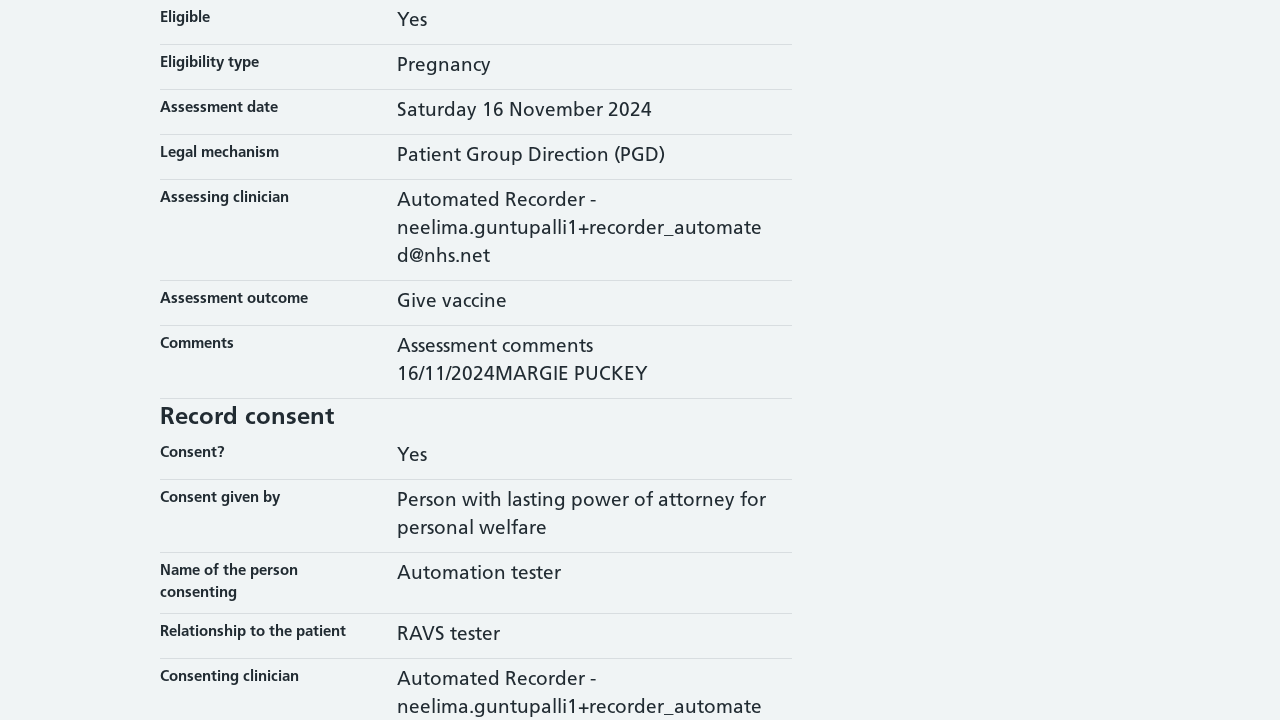 Eligible
Yes
Eligibility type
Pregnancy
Assessment date
Saturday 16 November 2024
Legal mechanism
Patient Group Direction (PGD)
Assessing clinician
Automated Recorder -
neelima.guntupalli1+recorder_automate
d@nhs.net
Assessment outcome
Give vaccine
Comments
Assessment comments
16/11/2024MARGIE PUCKEY
Record consent
Consent?
Yes
Consent given by
Person with lasting power of attorney for
personal welfare
Name of the person
consenting
Automation tester
Relationship to the patient
RAVS tester
Consenting clinician
Automated Recorder -
neelima.guntupalli1+recorder_automate